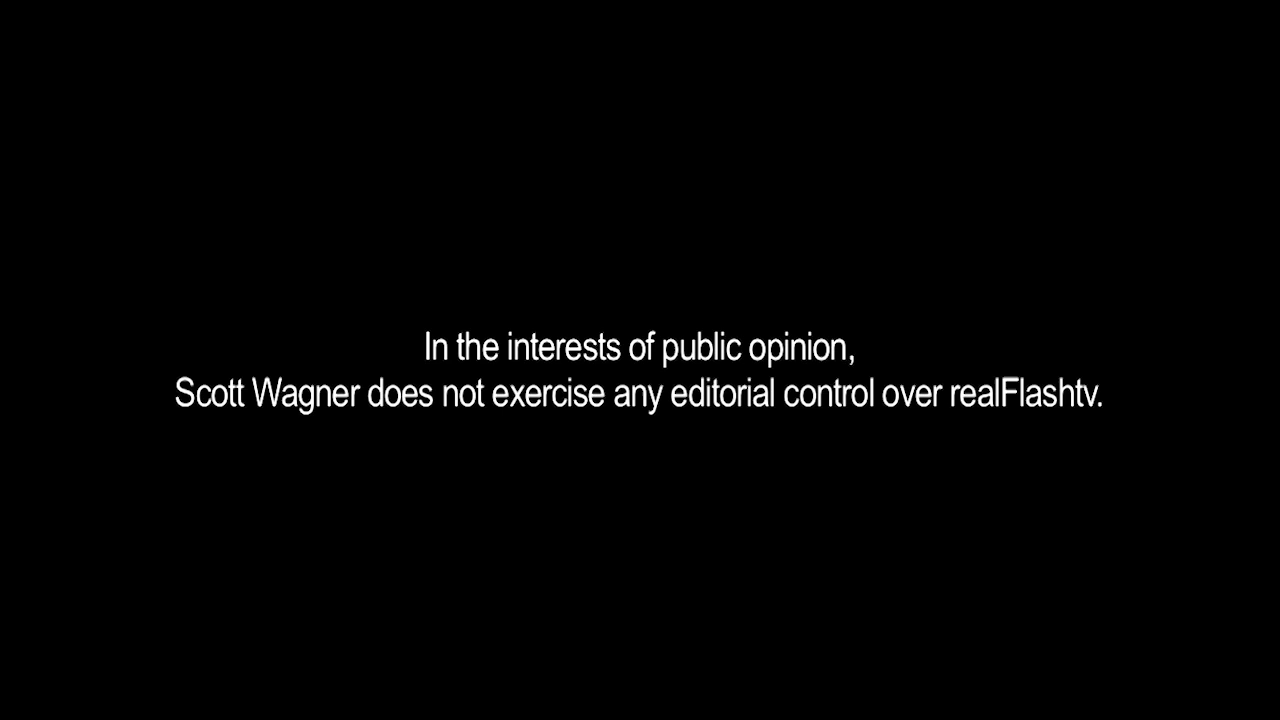 In the interests of public opinion,
Scott Wagner does not exercise any editorial control over realFlashtv.